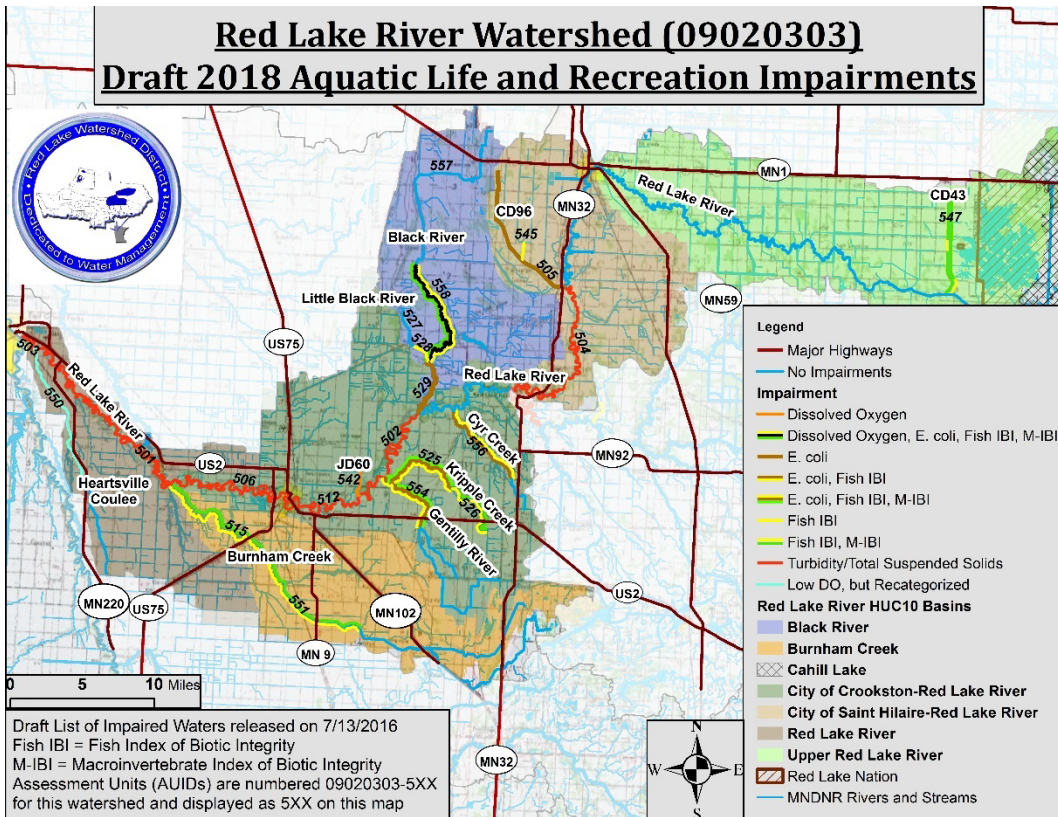 Red Lake River Watershed (09020303)
Draft 2018 Aquatic Life and Recreation Impairments
Red Lake Watershed District
Dedicated to Water Management
557
MN1
CD96
MN32
Red Lake River
CD43
547
545
Black River
505
558
Little Black River
MN59
527
528
504
US75
503
Red Lake River
529
Red Lake River
550
502
Cyr Creek
556
501
US2
JD60
542
525
Kripple Creek
MN92
Heartsville
Coulee
506
512
554
526
Gentilly River
515
Burnham Creek
551
US2
MN220
US75
MN102
MN 9
MN32
0 5 10 Miles
Draft List of Impaired Waters released on 7/13/2016
Fish IBI = Fish Index of Biotic Integrity
M-IBI = Macroinvertebrate Index of Biotic Integrity
Assessment Units (AUIDs) are numbered 09020303-5XX
for this watershed and displayed as 5XX on this map
N
W E
S
Legend
Major Highways
No Impairments
Impairment
Dissolved Oxygen
Dissolved Oxygen, E. coli, Fish IBI, M-IBI
E. coli
E. coli, Fish IBI
E. coli, Fish IBI, M-IBI
Fish IBI
Fish IBI, M-IBI
Turbidity/Total Suspended Solids
Low DO, but Recategorized
Red Lake River HUC10 Basins
Black River
Burnham Creek
Cahill Lake
City of Crookston-Red Lake River
City of Saint Hilaire-Red Lake River
Red Lake River
Upper Red Lake River
Red Lake Nation
MNDNR Rivers and Streams